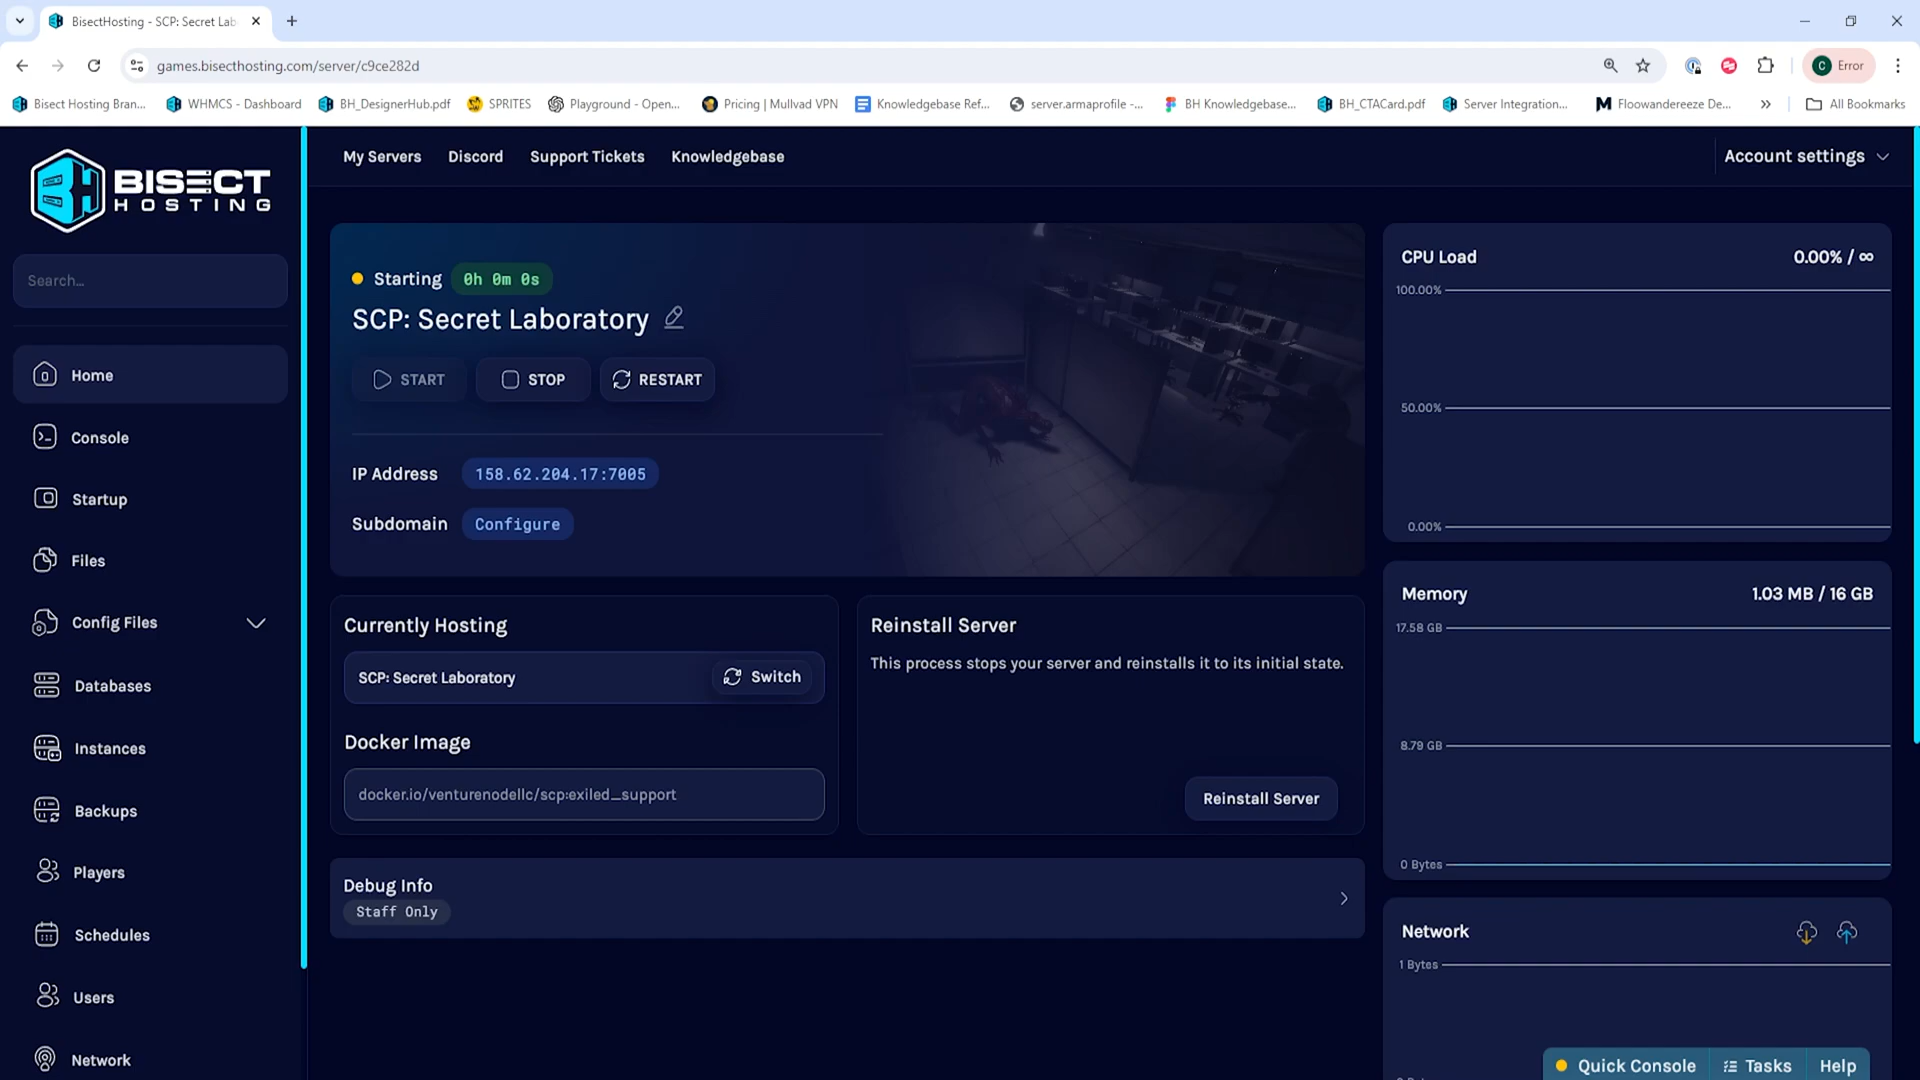 BisectHosting - SCP: Secret Lab
games.bisecthosting.com/server/c9ce282d
Error
Bisect Hosting Bran...
WHMCS - Dashboard
BH_DesignerHub.pdf
SPRITES
Playground - Open...
Pricing | Mullvad VPN
Knowledgebase Ref...
server.armaprofile -...
BH Knowledgebase...
BH_CTACard.pdf
Server Integration...
Floowandereeze De...
All Bookmarks
BISECT
HOSTING
My Servers
Discord
Support Tickets
Knowledgebase
Account settings
Search...
Home
Console
Startup
Files
Config Files
Databases
Instances
Backups
Players
Schedules
Users
Network
Starting
0h 0m 0s
SCP: Secret Laboratory
START
STOP
RESTART
IP Address
158.62.204.17:7005
Subdomain
Configure
Currently Hosting
SCP: Secret Laboratory
Switch
Docker Image
docker.io/venturenodellc/scp:exiled_support
Reinstall Server
This process stops your server and reinstalls it to its initial state.
Reinstall Server
Debug Info
Staff Only
CPU Load
0.00% / ∞
100.00%
50.00%
0.00%
Memory
1.03 MB / 16 GB
17.58 GB
8.79 GB
0 Bytes
Network
1 Bytes
Quick Console
Tasks
Help